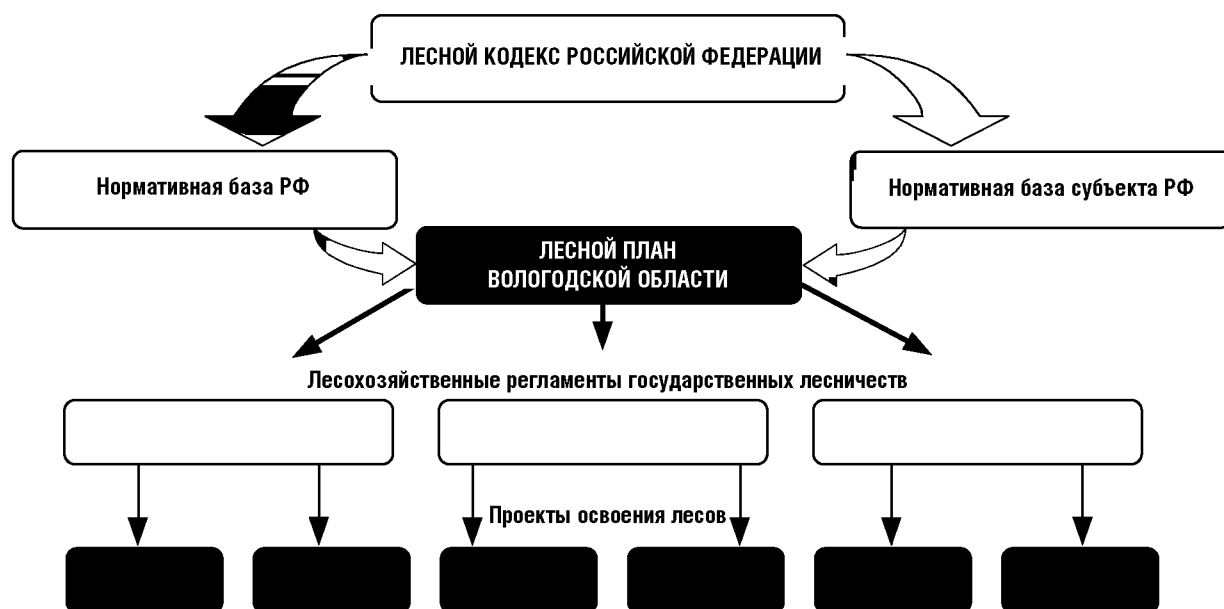 ЛЕСНОЙ КОДЕКС РОССИЙСКОЙ ФЕДЕРАЦИИ
Нормативная база РФ
Нормативная база субъекта РФ
ЛЕСНОЙ ПЛАН
ВОЛОГОДСКОЙ ОБЛАСТИ
Лесохозяйственные регламенты государственных лесничеств
Проекты освоения лесов